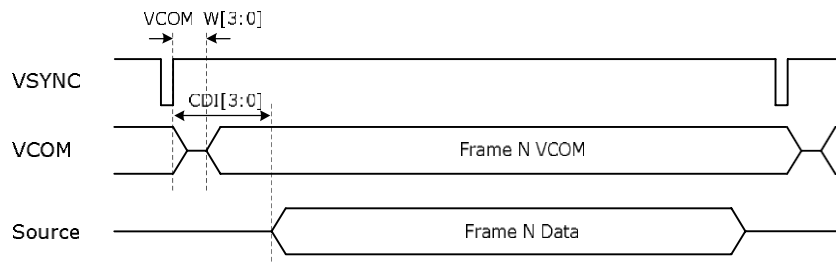 VCOM W[3:0]
VSYNC
CDI[3:0]
VCOM
Frame N VCOM
Source
Frame N Data